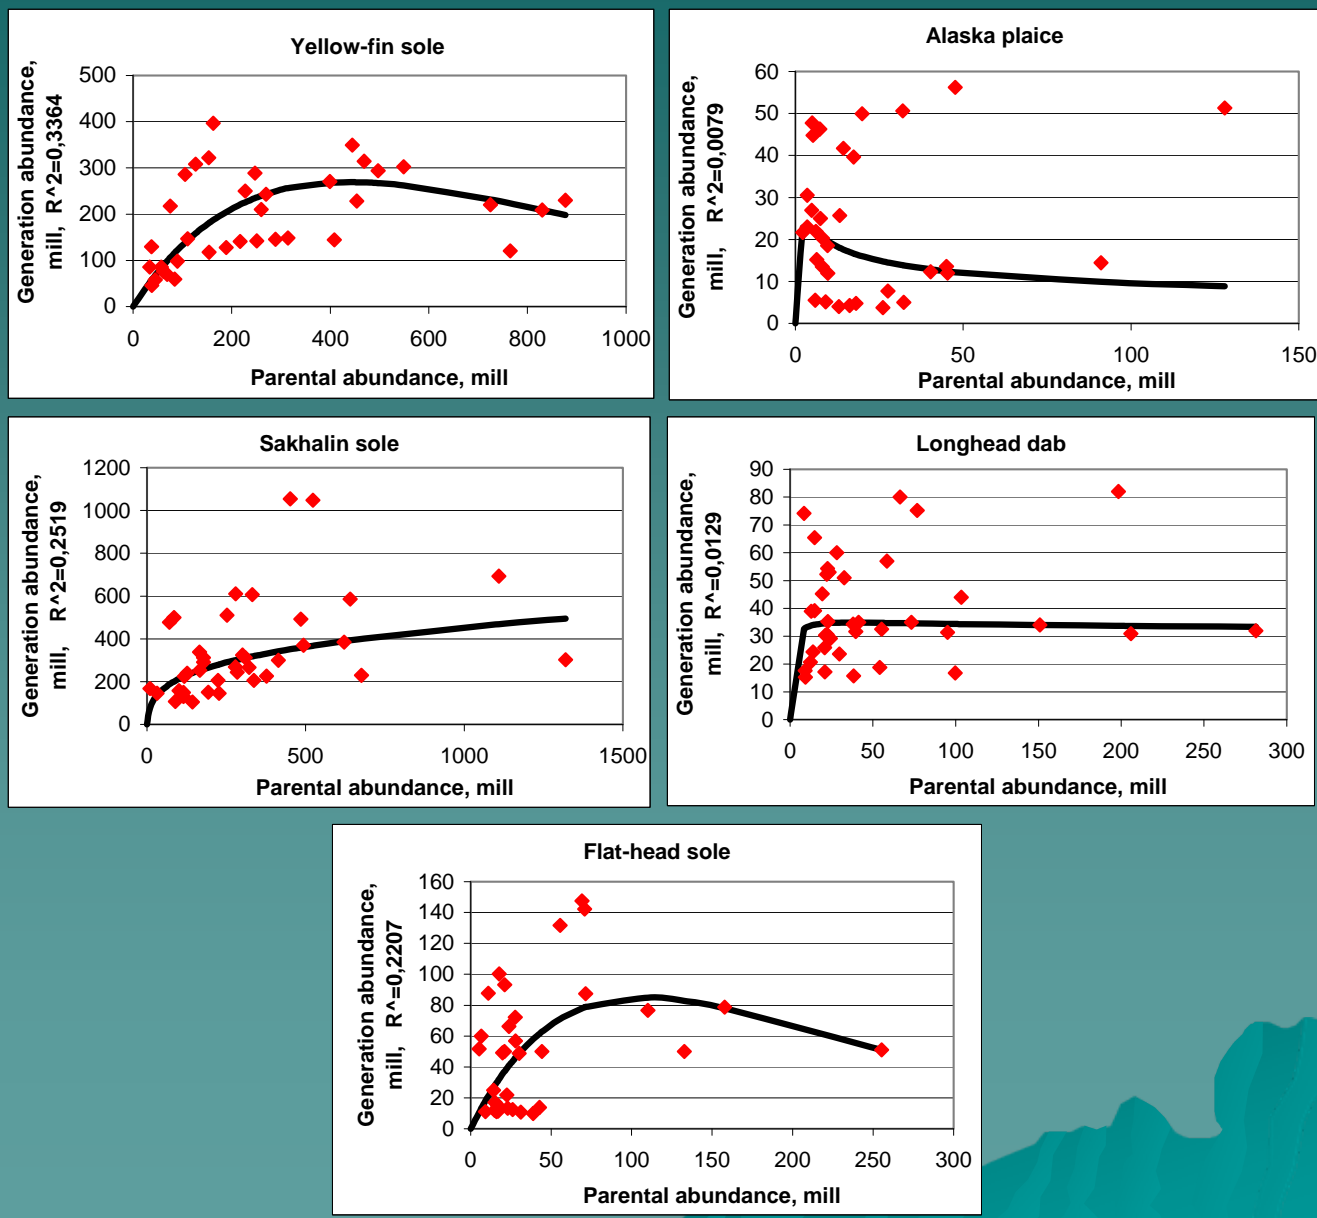 Yellow-fin sole
Generation abundance,
mill, R^2=0,3364
500
400
300
200
100
0
0 200 400 600 800 1000
Parental abundance, mill
Alaska plaice
Generation abundance,
mill, R^2=0,0079
60
50
40
30
20
10
0
0 50 100 150
Parental abundance, mill
Sakhalin sole
Generation abundance,
mill, R^2=0,2519
1200
1000
800
600
400
200
0
0 500 1000 1500
Parental abundance, mill
Longhead dab
Generation abundance,
mill, R^=0,0129
90
80
70
60
50
40
30
20
10
0
0 50 100 150 200 250 300
Parental abundance, mill
Flat-head sole
Generation abundance,
mill, R^=0,2207
160
140
120
100
80
60
40
20
0
0 50 100 150 200 250 300
Parental abundance, mill